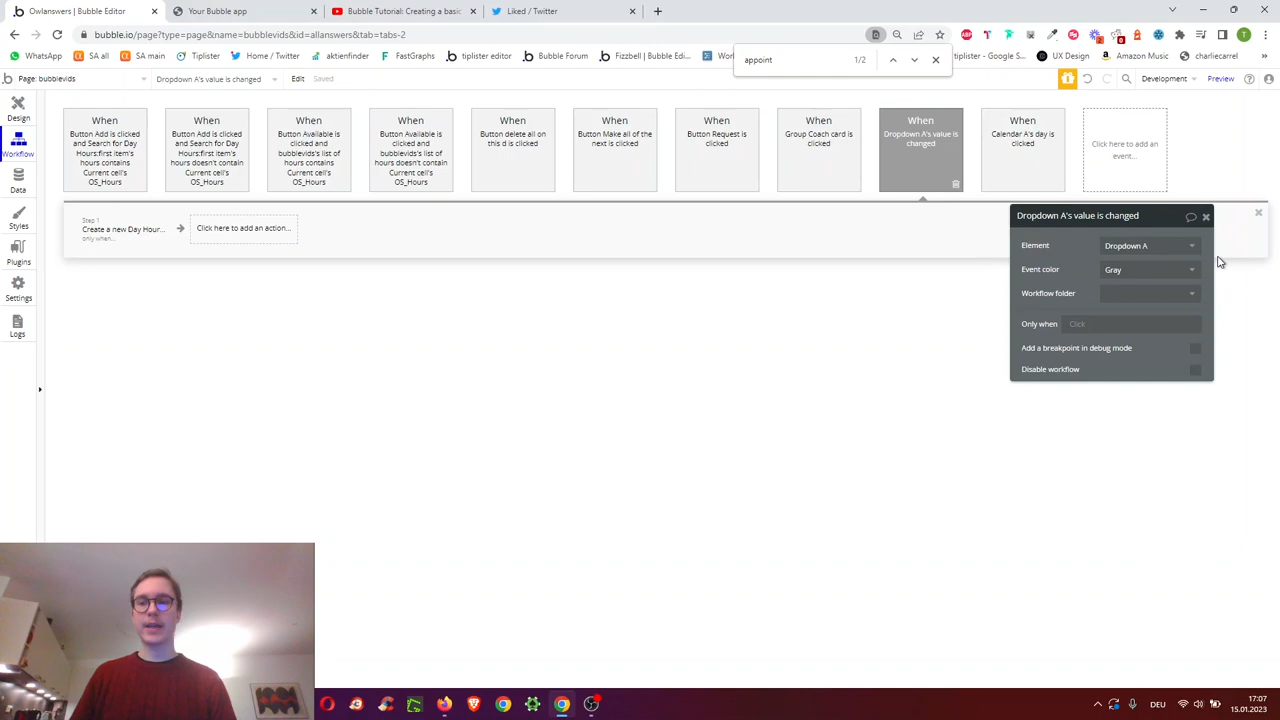 Owlanswers | Bubble Editor
Your Bubble app
Bubble Tutorial: Creating a basic
Liked / Twitter
bubble.io/page?type=page&name=bubblevids&id=allanswers&tab=tabs-2
WhatsApp
SA all
SA main
Tiplister
Home / Twitter
aktienfinder
fastGraphs
tiplister editor
Bubble Forum
Fizzbell | Bubble Edi...
tiplister - Googl...
UX Design
Amazon Music
charliecarrel
appoint
1/2
Page: bubblevids
Dropdown A's value is changed
Edit
Saved
Development
Preview
Design
Workflow
Data
Styles
Plugins
Settings
Logs
When
Button Add is clicked
and Search for Day
Hours:first item's
hours contains
Current cell's
OS_Hours
When
Button Add is clicked
and Search for Day
Hours:first item's
hours doesn't contain
Current cell's
OS_Hours
When
Button Available is
clicked and
bubblevids's list of
hours contains
Current cell's
OS_Hours
When
Button Available is
clicked and
bubblevids's list of
hours doesn't contain
Current cell's
OS_Hours
When
Button delete all on
this d is clicked
When
Button Make all of the
next is clicked
When
Button Request is
clicked
When
Group Coach card is
clicked
When
Dropdown A's value is
changed
When
Calendar A's day is
clicked
Click here to add an
event...
Step 1
Create a new Day Hour...
only when...
Click here to add an action...
Dropdown A's value is changed
Element
Dropdown A
Event color
Gray
Workflow folder
Only when
Click
Add a breakpoint in debug mode
Disable workflow
DEU
17:07
15.01.2023